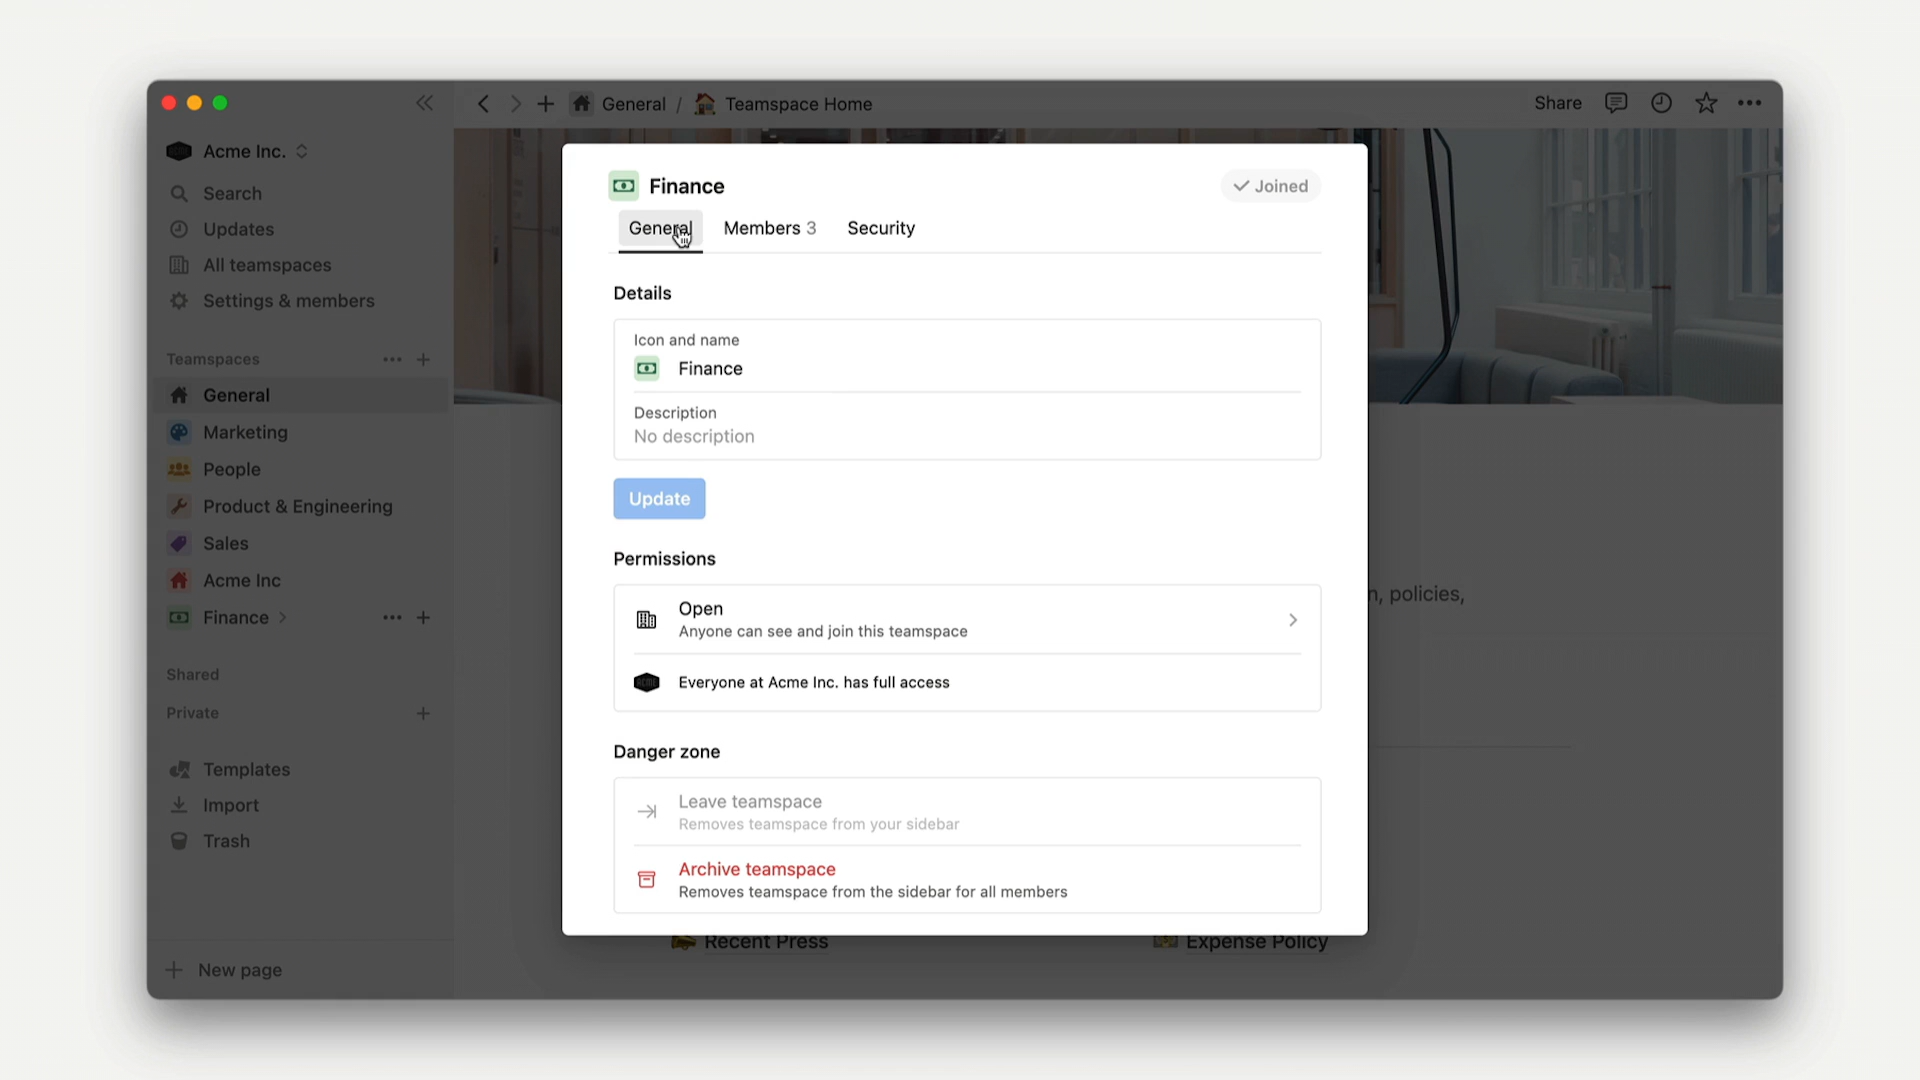 General / Teamspace Home
Share
Acme Inc.
Search
Updates
All teamspaces
Settings & members
Teamspaces
General
Marketing
People
Product & Engineering
Sales
Acme Inc
Finance
Shared
Private
Templates
Import
Trash
New page
Finance
Joined
General
Members 3
Security
Details
Icon and name
Finance
Description
No description
Update
Permissions
Open
Anyone can see and join this teamspace
ACME
Everyone at Acme Inc. has full access
Danger zone
Leave teamspace
Removes teamspace from your sidebar
Archive teamspace
Removes teamspace from the sidebar for all members
policies,
Recent Press
Expense Policy